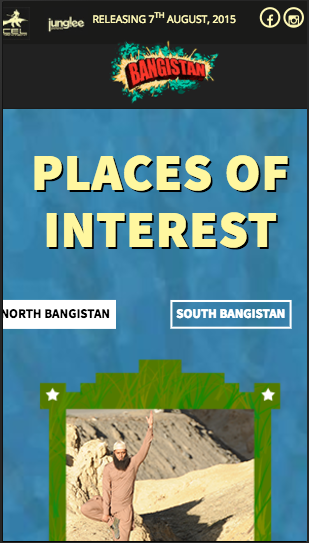 CEL
junglee
RELEASING 7TH AUGUST, 2015
BANGISTAN
PLACES OF
INTEREST
NORTH BANGISTAN
SOUTH BANGISTAN